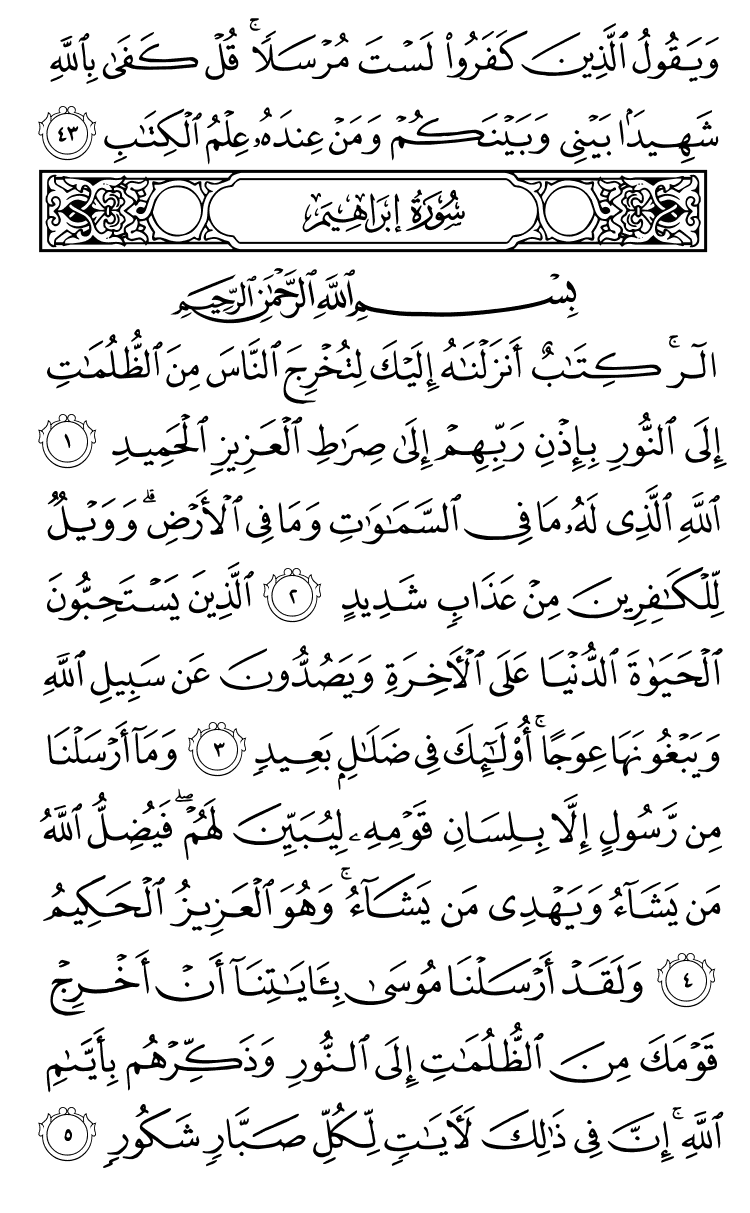 وَيَقُولُ ٱلَّذِينَ كَفَرُوا۟ لَسْتَ مُرْسَلًا ۚ قُلْ كَفَىٰ بِٱللَّهِ
شَهِيدًۢا بَيْنِى وَبَيْنَكُمْ وَمَنْ عِندَهُۥ عِلْمُ ٱلْكِتَٰبِ ٤٣
سُورَةُ إِبْرَاهِيمَ
بِسْمِ ٱللَّهِ ٱلرَّحْمَٰنِ ٱلرَّحِيمِ
الٓر ۚ كِتَٰبٌ أَنزَلْنَٰهُ إِلَيْكَ لِتُخْرِجَ ٱلنَّاسَ مِنَ ٱلظُّلُمَٰتِ
إِلَى ٱلنُّورِ بِإِذْنِ رَبِّهِمْ إِلَىٰ صِرَٰطِ ٱلْعَزِيزِ ٱلْحَمِيدِ ١
ٱللَّهِ ٱلَّذِى لَهُۥ مَا فِى ٱلسَّمَٰوَٰتِ وَمَا فِى ٱلْأَرْضِ ۗ وَوَيْلٌ
لِّلْكَٰفِرِينَ مِنْ عَذَابٍ شَدِيدٍ ٢ ٱلَّذِينَ يَسْتَحِبُّونَ
ٱلْحَيَوٰةَ ٱلدُّنْيَا عَلَى ٱلْءَاخِرَةِ وَيَصُدُّونَ عَن سَبِيلِ ٱللَّهِ
وَيَبْغُونَهَا عِوَجًا ۚ أُو۟لَٰٓئِكَ فِى ضَلَٰلٍۭ بَعِيدٍ ٣ وَمَآ أَرْسَلْنَا
مِن رَّسُولٍ إِلَّا بِلِسَانِ قَوْمِهِۦ لِيُبَيِّنَ لَهُمْ ۖ فَيُضِلُّ ٱللَّهُ
مَن يَشَآءُ وَيَهْدِى مَن يَشَآءُ ۚ وَهُوَ ٱلْعَزِيزُ ٱلْحَكِيمُ
٤ وَلَقَدْ أَرْسَلْنَا مُوسَىٰ بِـَٔايَٰتِنَآ أَنْ أَخْرِجْ
قَوْمَكَ مِنَ ٱلظُّلُمَٰتِ إِلَى ٱلنُّورِ وَذَكِّرْهُم بِأَيَّىٰمِ
ٱللَّهِ ۚ إِنَّ فِى ذَٰلِكَ لَءَايَٰتٍ لِّكُلِّ صَبَّارٍ شَكُورٍ ٥